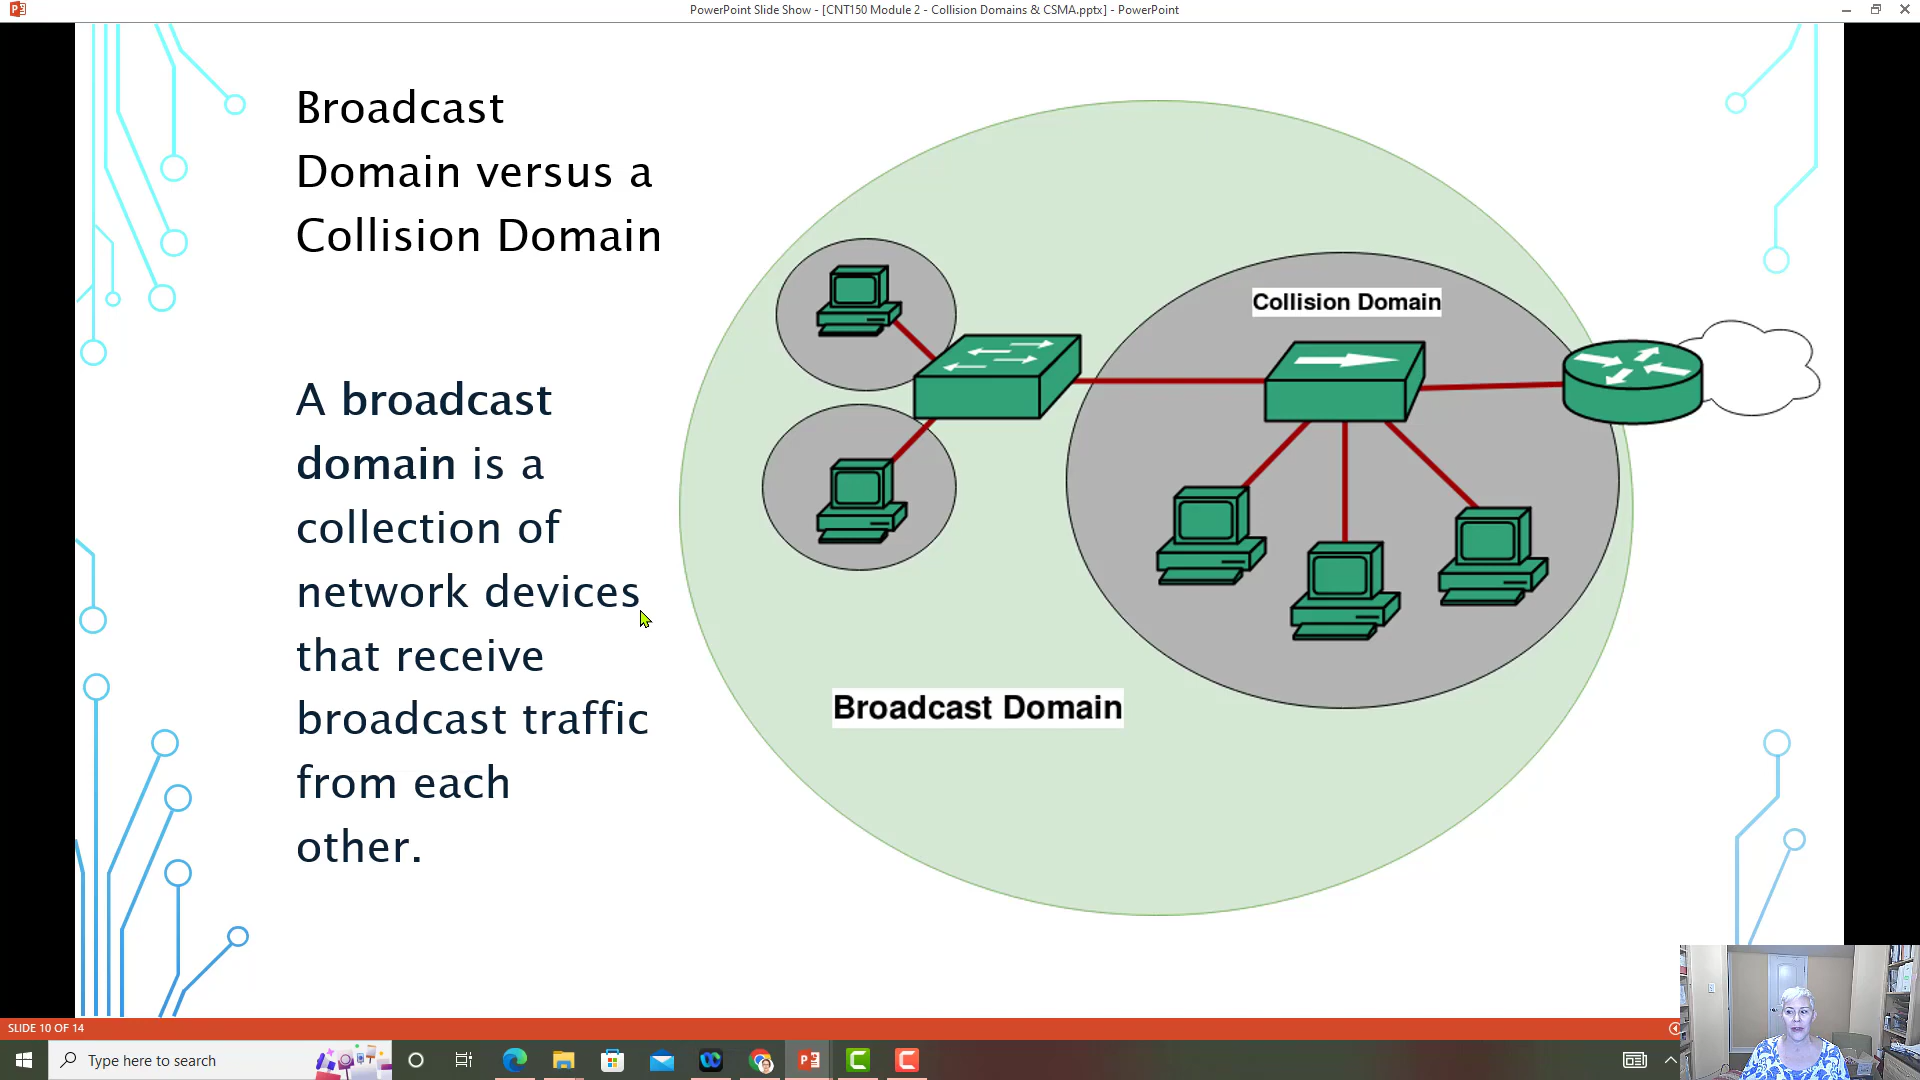 PowerPoint Slide Show - [CNT150 Module 2 - Collision Domains & CSMA.pptx] - PowerPoint
Broadcast
Domain versus a
Collision Domain
A broadcast
domain is a
collection of
network devices
that receive
broadcast traffic
from each
other.
Collision Domain
Broadcast Domain
SLIDE 10 OF 14
Type here to search